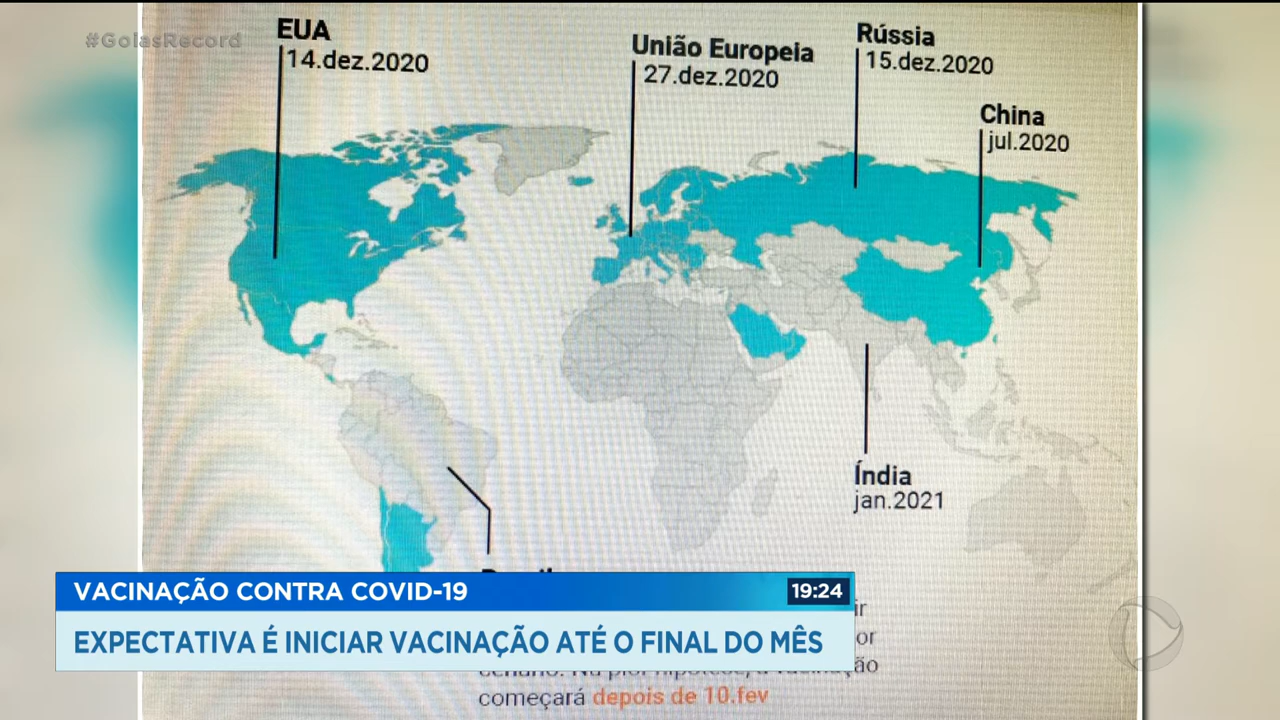 #GoiásRecord
EUA
14.dez.2020
União Europeia
27.dez.2020
Rússia
15.dez.2020
China
jul.2020
Índia
jan.2021
VACINAÇÃO CONTRA COVID-19
19:24
EXPECTATIVA É INICIAR VACINAÇÃO ATÉ O FINAL DO MÊS
começará depois de 10.fev